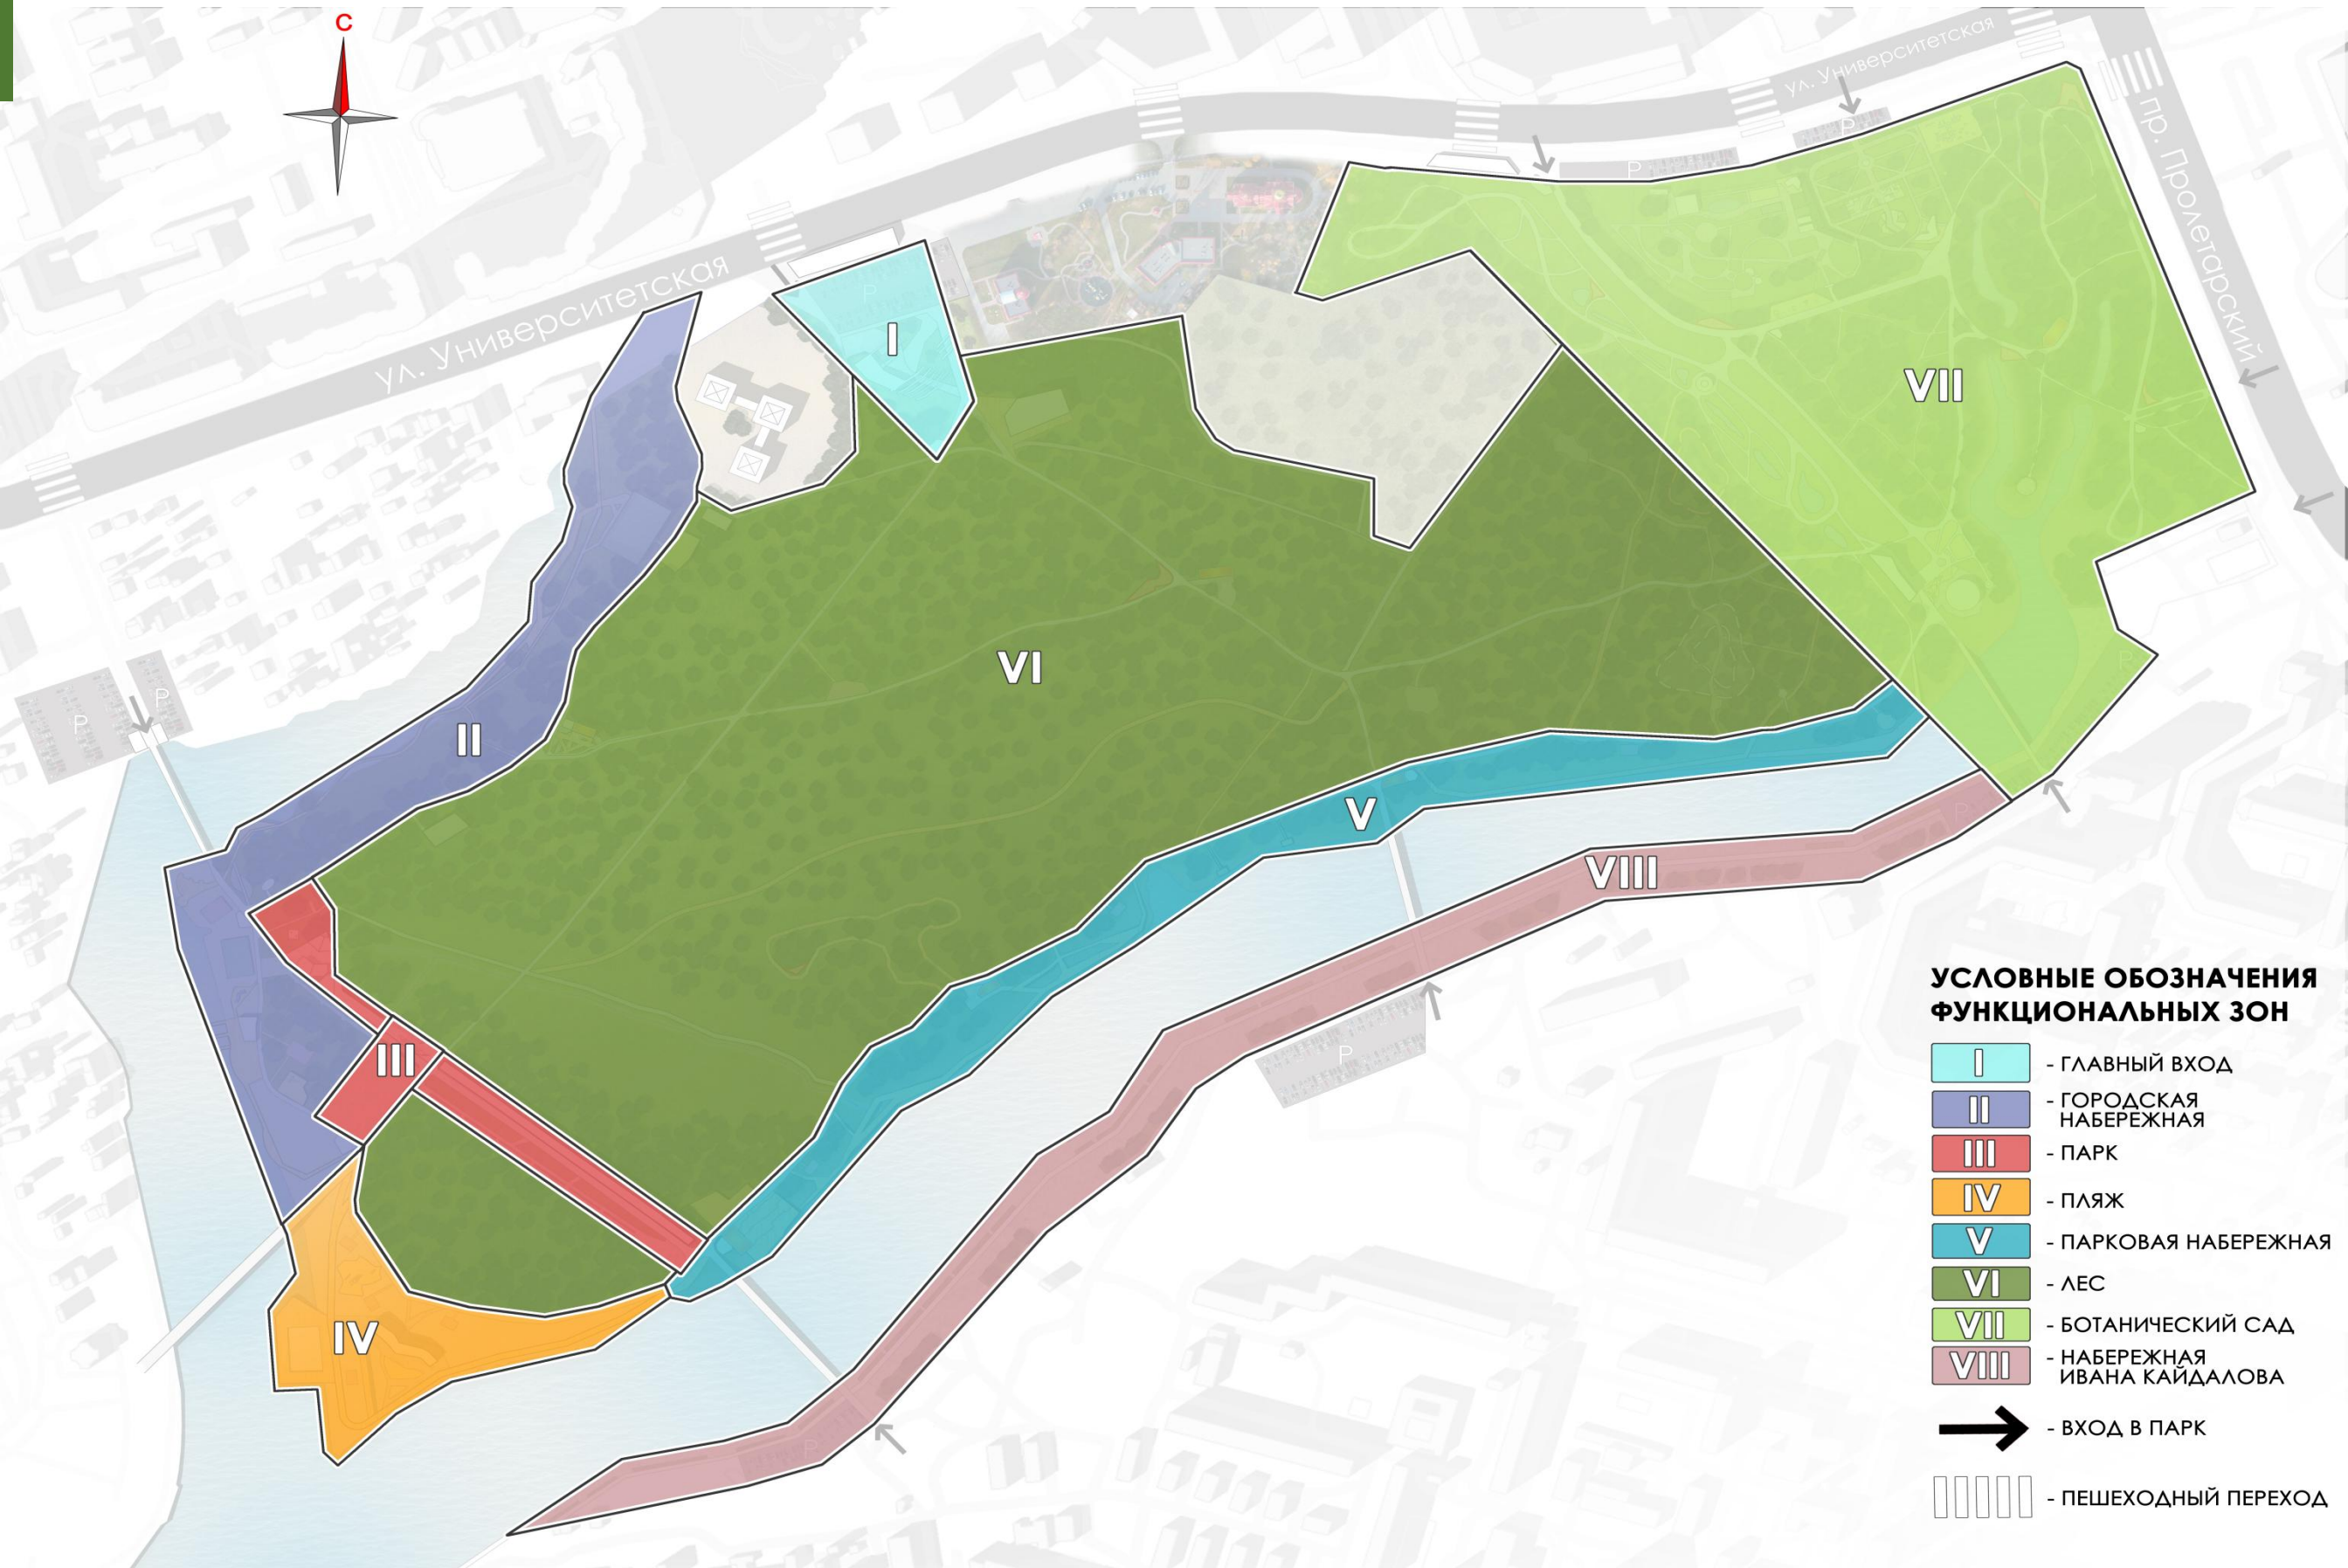 С
ул. Университетская
пр. Пролетарский
ул. Университетская
P
P
P
I
VII
VI
P
P
P
II
V
P
VIII
III
P
IV
P
УСЛОВНЫЕ ОБОЗНАЧЕНИЯ
ФУНКЦИОНАЛЬНЫХ ЗОН
I - ГЛАВНЫЙ ВХОД
II - ГОРОДСКАЯ
НАБЕРЕЖНАЯ
III - ПАРК
IV - ПЛЯЖ
V - ПАРКОВАЯ НАБЕРЕЖНАЯ
VI - ЛЕС
VII - БОТАНИЧЕСКИЙ САД
VIII - НАБЕРЕЖНАЯ
ИВАНА КАЙДАЛОВА
- ВХОД В ПАРК
- ПЕШЕХОДНЫЙ ПЕРЕХОД